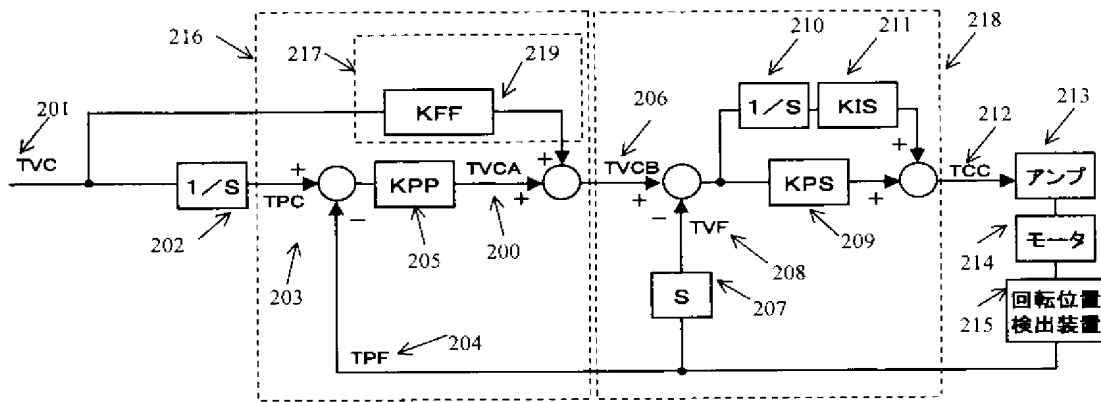 216
217
219
KFF
201
TVC
1／S
202
TPC
203
+
−
KPP
205
TVCA
200
+
+
206
TVCB
+
−
TVF
208
S
207
TPF
204
210
211
218
1／S
KIS
KPS
209
+
+
212
TCC
213
アンプ
モータ
214
回転位置
検出装置
215